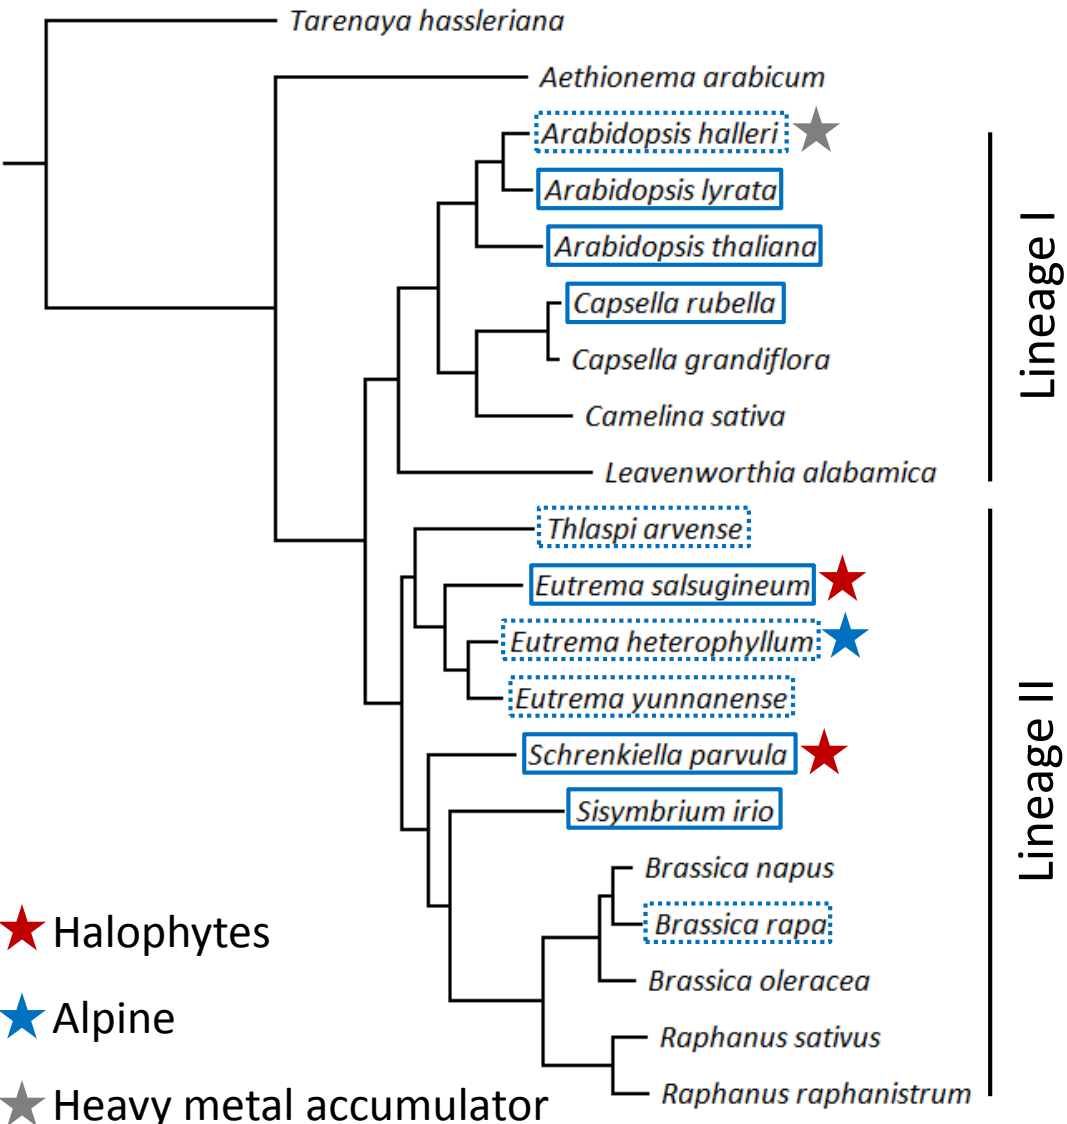 Tarenaya hassleriana
Aethionema arabicum
Arabidopsis halleri
Arabidopsis lyrata
Arabidopsis thaliana
Capsella rubella
Capsella grandiflora
Camelina sativa
Leavenworthia alabamica
Lineage I
Thlaspi arvense
Eutrema salsugineum
Eutrema heterophyllum
Eutrema yunnanense
Schrenkiella parvula
Sisymbrium irio
Brassica napus
Brassica rapa
Brassica oleracea
Raphanus sativus
Raphanus raphanistrum
Lineage II
Halophytes
Alpine
Heavy metal accumulator